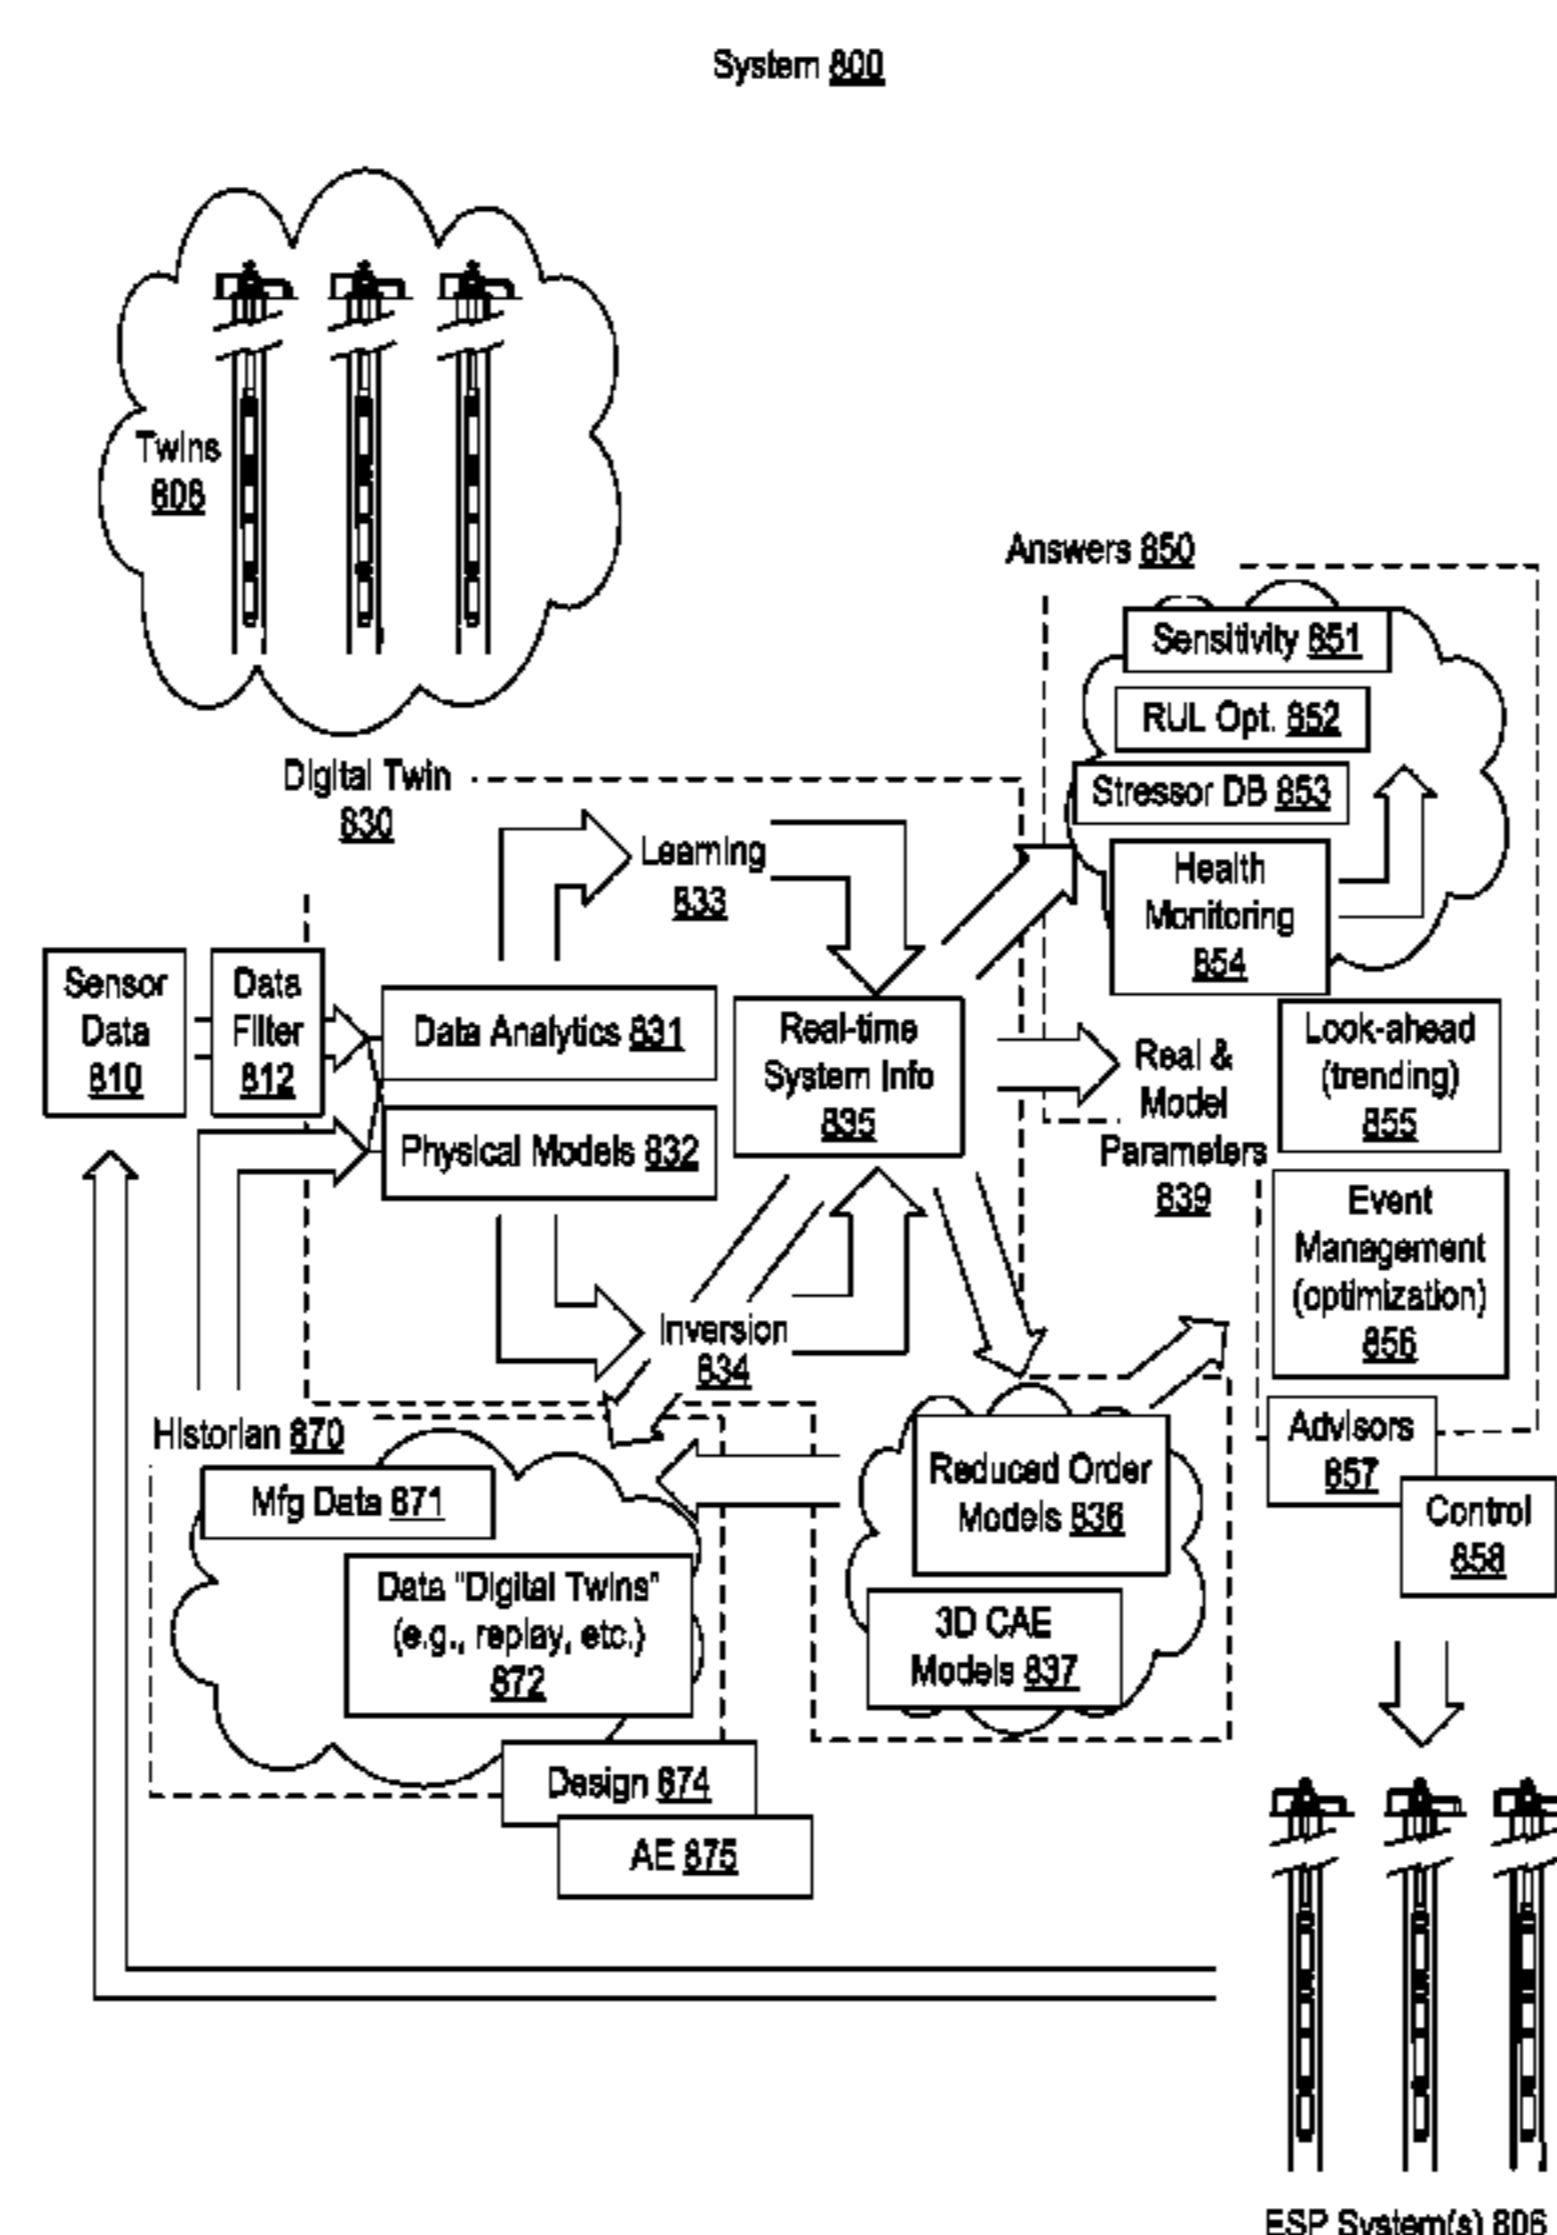 System 800
Twins
808
Answers 850
Sensitivity 851
RUL Opt. 852
Stressor DB 853
Health
Monitoring
854
Digital Twin
830
Learning
833
Sensor
Data
810
Data
Filter
812
Data Analytics 831
Physical Models 832
Real-time
System Info
835
Real &
Model
Parameters
839
Look-ahead
(trending)
855
Event
Management
(optimization)
856
Inversion
834
Advisors
857
Control
858
Historian 870
Mfg Data 871
Data "Digital Twins"
(e.g., replay, etc.)
872
Reduced Order
Models 836
3D CAE
Models 837
Design 874
AE 875
ESP System(s) 806